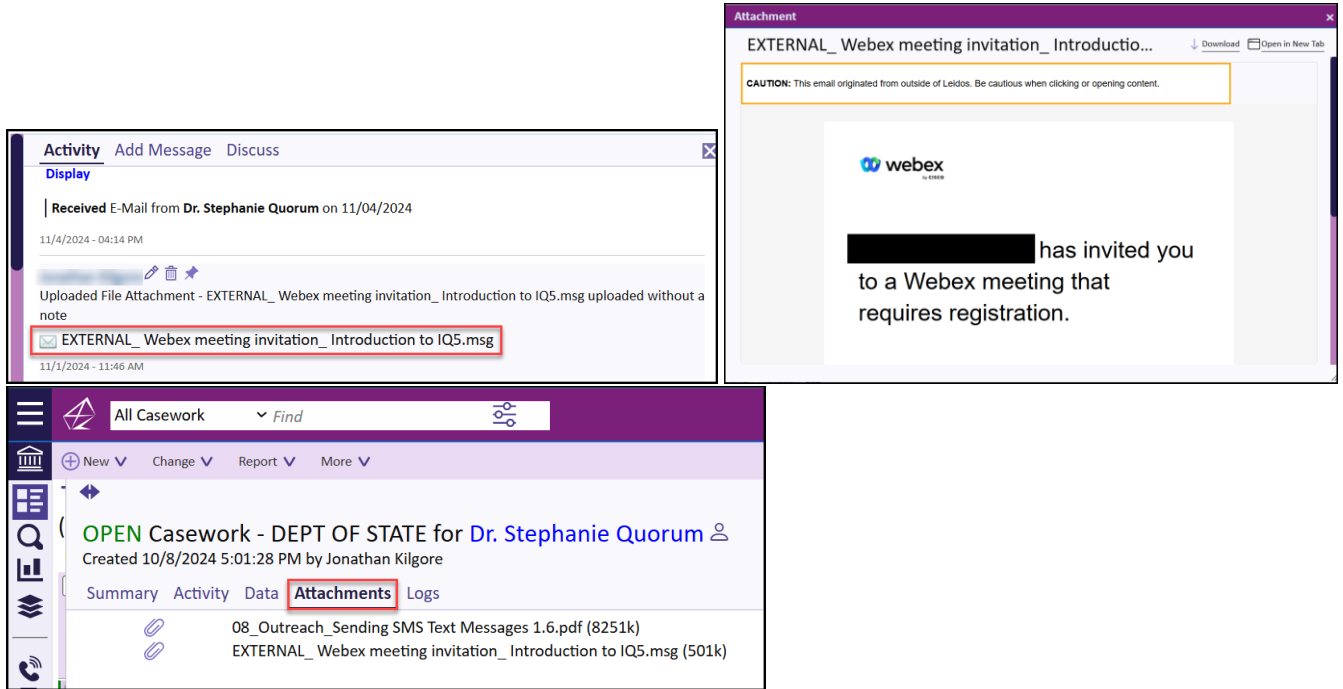 Activity Add Message Discuss
Display
Received E-Mail from Dr. Stephanie Quorum on 11/04/2024
11/4/2024 - 04:14 PM
Uploaded File Attachment - EXTERNAL_ Webex meeting invitation_ Introduction to IQ5.msg uploaded without a
note
EXTERNAL_ Webex meeting invitation_ Introduction to IQ5.msg
11/1/2024 - 11:46 AM
Attachment
EXTERNAL_ Webex meeting invitation_ Introductio...
Download Open in New Tab
CAUTION: This email originated from outside of Leidos. Be cautious when clicking or opening content.
webex
by CISCO
has invited you
to a Webex meeting that
requires registration.
All Casework Find
New Change Report More
OPEN Casework - DEPT OF STATE for Dr. Stephanie Quorum
Created 10/8/2024 5:01:28 PM by Jonathan Kilgore
Summary Activity Data Attachments Logs
08_Outreach_Sending SMS Text Messages 1.6.pdf (8251k)
EXTERNAL_ Webex meeting invitation_ Introduction to IQ5.msg (501k)